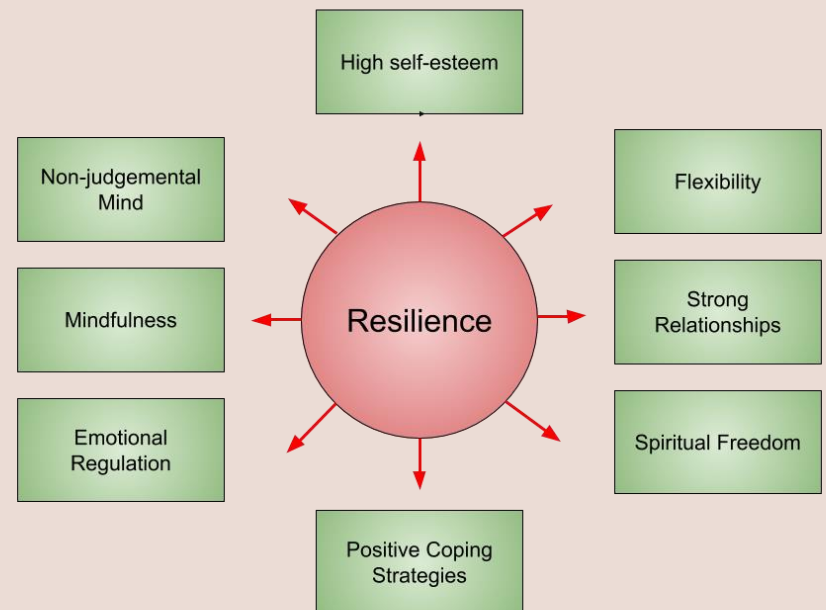 High self-esteem
Non-judgemental
Mind
Flexibility
Mindfulness
Resilience
Strong
Relationships
Emotional
Regulation
Spiritual Freedom
Positive Coping
Strategies